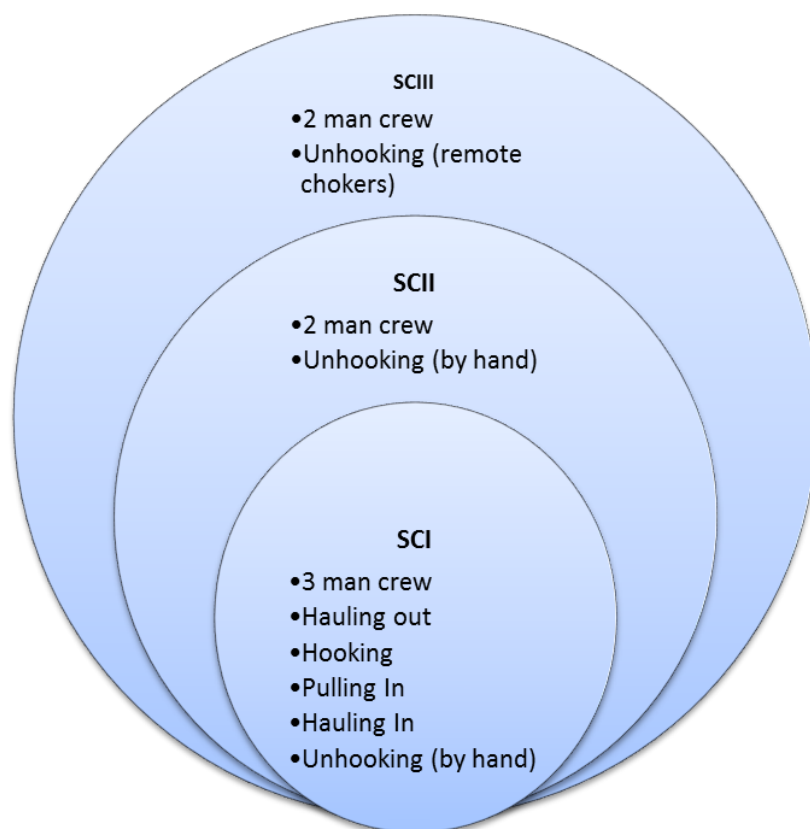 SCIII
•2 man crew
•Unhooking (remote
chokers)
SCII
•2 man crew
•Unhooking (by hand)
SCI
•3 man crew
•Hauling out
•Hooking
•Pulling In
•Hauling In
•Unhooking (by hand)